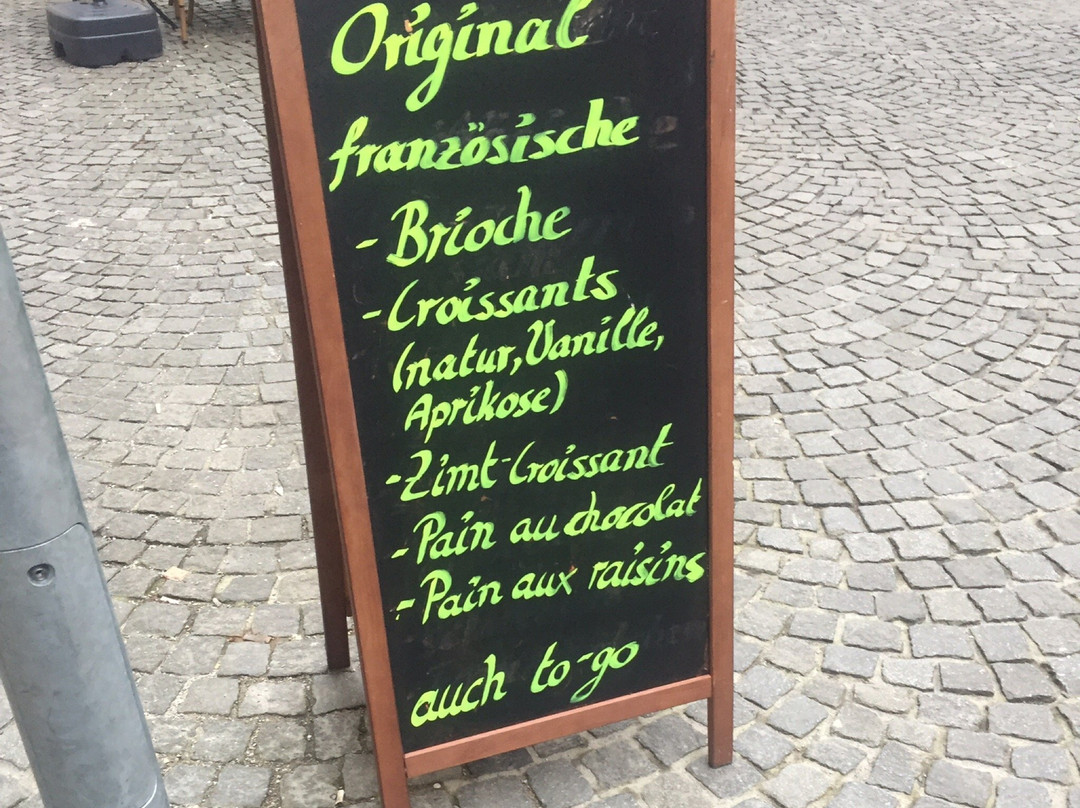 Original
französische
- Brioche
- Croissants
(natur, Vanille,
Aprikose)
- Zimt-Croissant
- Pain au chocolat
- Pain aux raisins
auch to-go